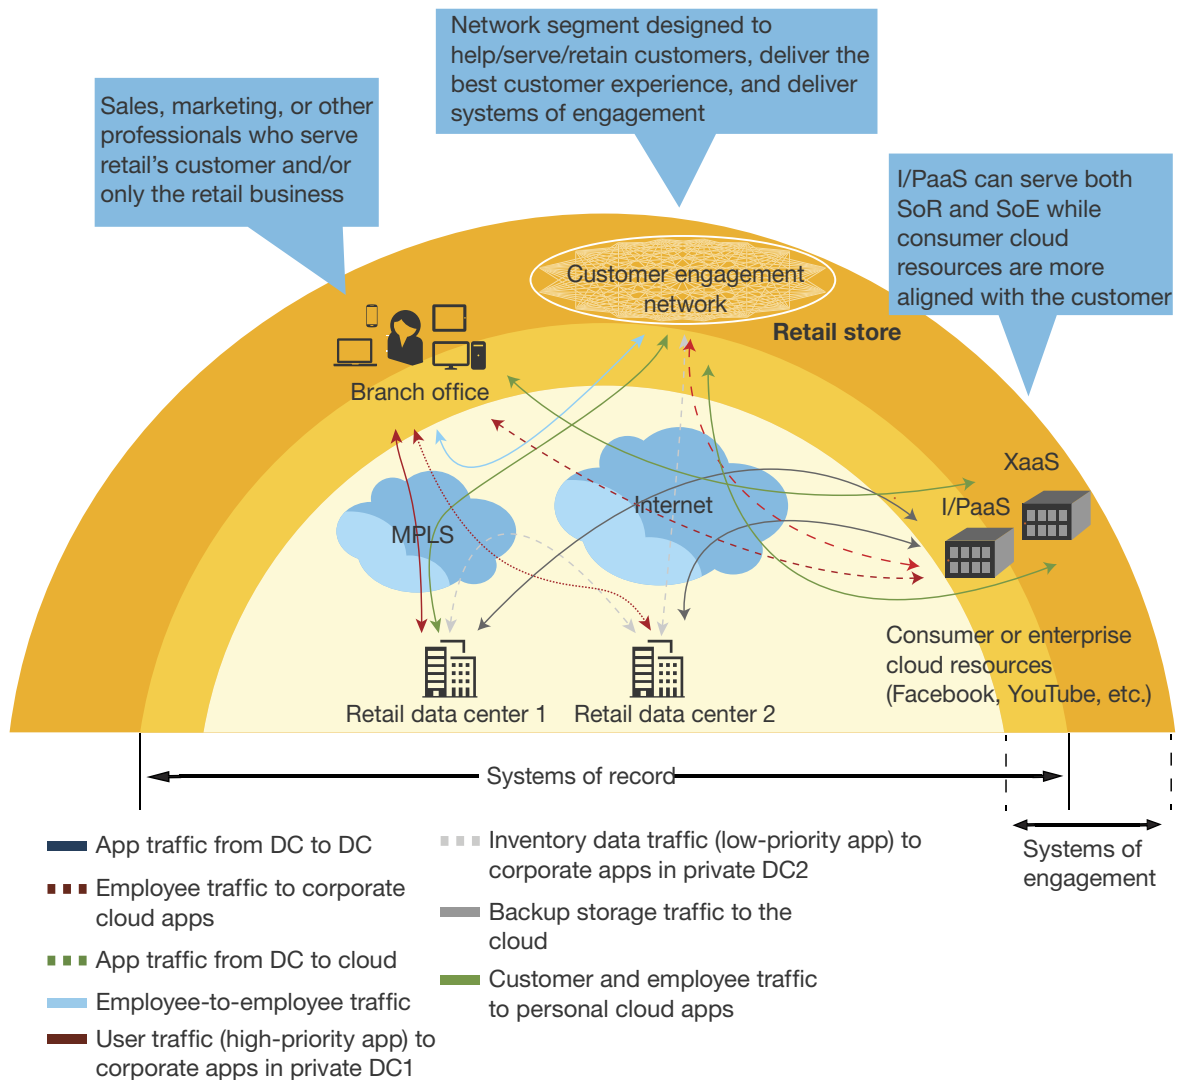 Network segment designed to
help/serve/retain customers, deliver the
best customer experience, and deliver
systems of engagement
Sales, marketing, or other
professionals who serve
retail’s customer and/or
only the retail business
I/PaaS can serve both
SoR and SoE while
consumer cloud
resources are more
aligned with the customer
Customer engagement
network
Retail store
Branch office
XaaS
I/PaaS
Internet
MPLS
Consumer or enterprise
cloud resources
(Facebook, YouTube, etc.)
Retail data center 1
Retail data center 2
Systems of record
Systems of
engagement
App traffic from DC to DC
Employee traffic to corporate
cloud apps
App traffic from DC to cloud
Employee-to-employee traffic
User traffic (high-priority app) to
corporate apps in private DC1
Inventory data traffic (low-priority app) to
corporate apps in private DC2
Backup storage traffic to the
cloud
Customer and employee traffic
to personal cloud apps